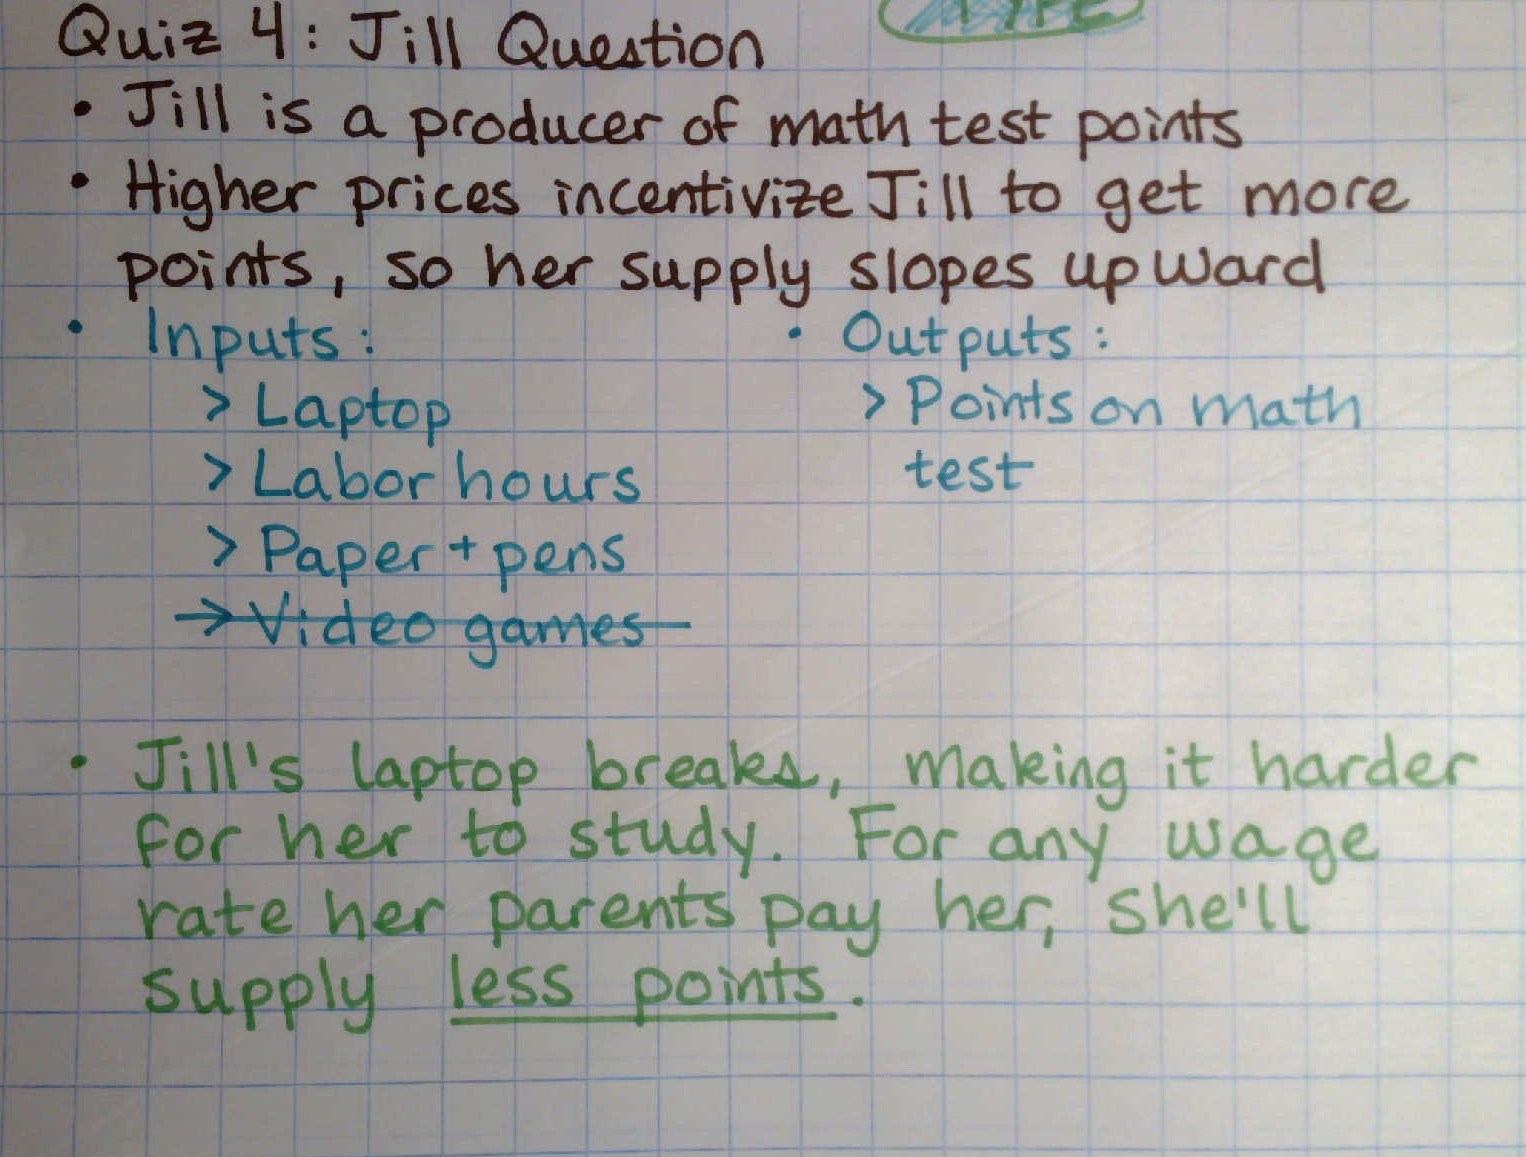 Quiz 4: Jill Question
• Jill is a producer of math test points
• Higher prices incentivize Jill to get more
points, so her supply slopes upward
• Inputs:
> Laptop
> Labor hours
> Paper + pens
→ Video games
• Outputs:
> Points on math
test
• Jill's laptop breaks, making it harder
for her to study. For any wage
rate her parents pay her, she'll
supply less points.